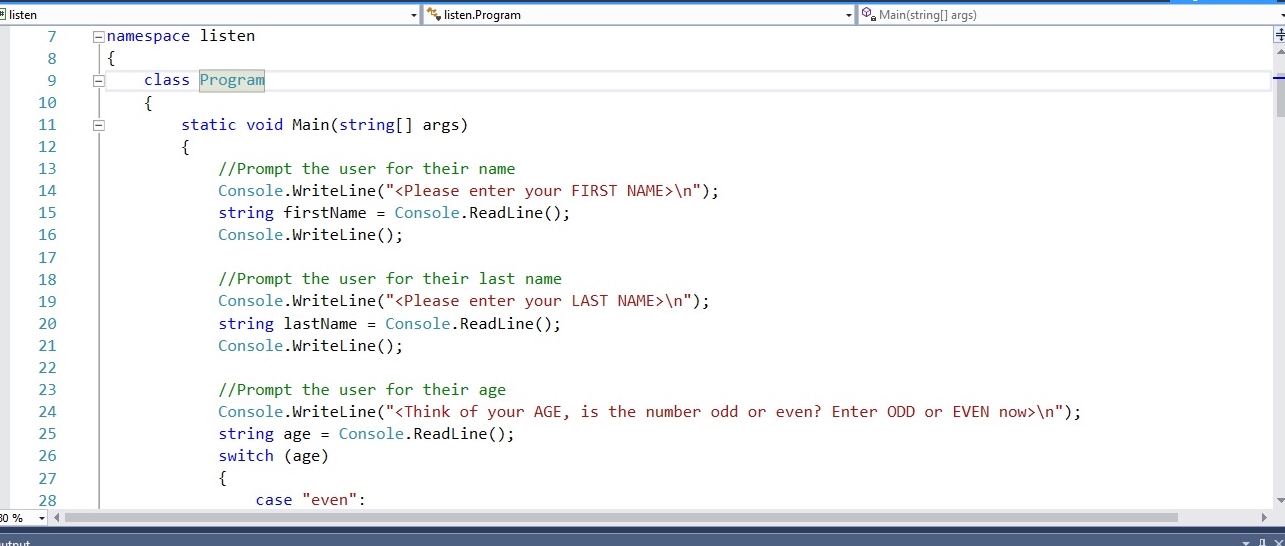 listen listen.Program Main(string[] args)
7 namespace listen
8 {
9 class Program
10 {
11 static void Main(string[] args)
12 {
13 //Prompt the user for their name
14 Console.WriteLine("<Please enter your FIRST NAME>\n");
15 string firstName = Console.ReadLine();
16 Console.WriteLine();
17
18 //Prompt the user for their last name
19 Console.WriteLine("<Please enter your LAST NAME>\n");
20 string lastName = Console.ReadLine();
21 Console.WriteLine();
22
23 //Prompt the user for their age
24 Console.WriteLine("<Think of your AGE, is the number odd or even? Enter ODD or EVEN now>\n");
25 string age = Console.ReadLine();
26 switch (age)
27 {
28 case "even":